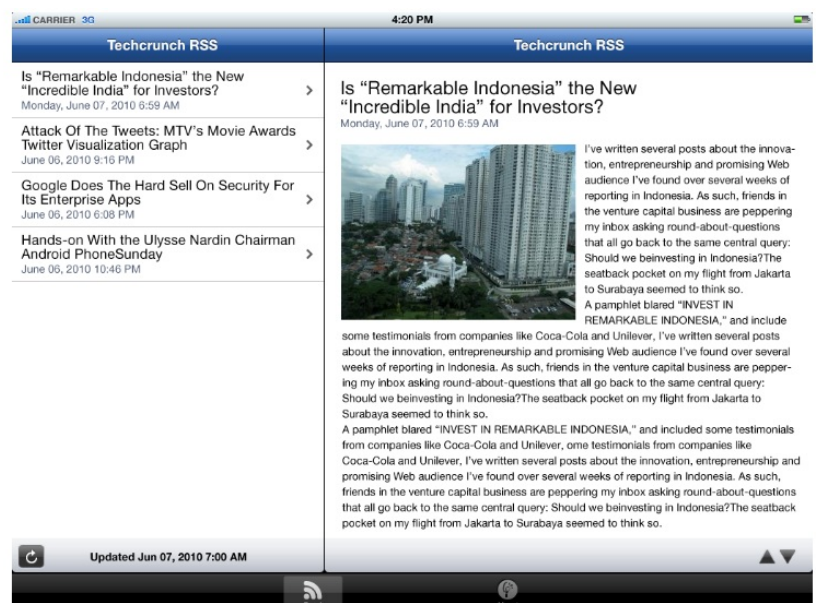 CARRIER 3G
4:20 PM
Techcrunch RSS
Is “Remarkable Indonesia” the New
“Incredible India” for Investors?
Monday, June 07, 2010 6:59 AM
Attack Of The Tweets: MTV’s Movie Awards
Twitter Visualization Graph
June 06, 2010 9:16 PM
Google Does The Hard Sell On Security For
Its Enterprise Apps
June 06, 2010 6:08 PM
Hands-on With the Ulysse Nardin Chairman
Android PhoneSunday
June 06, 2010 10:46 PM
Updated Jun 07, 2010 7:00 AM
Techcrunch RSS
Is “Remarkable Indonesia” the New
“Incredible India” for Investors?
Monday, June 07, 2010 6:59 AM
I’ve written several posts about the innova-
tion, entrepreneurship and promising Web
audience I’ve found over several weeks of
reporting in Indonesia. As such, friends in
the venture capital business are peppering
my inbox asking round-about-questions
that all go back to the same central query:
Should we beinvesting in Indonesia?The
seatback pocket on my flight from Jakarta
to Surabaya seemed to think so.
A pamphlet blared “INVEST IN
REMARKABLE INDONESIA,” and include
some testimonials from companies like Coca-Cola and Unilever, I’ve written several posts
about the innovation, entrepreneurship and promising Web audience I’ve found over several
weeks of reporting in Indonesia. As such, friends in the venture capital business are pepper-
ing my inbox asking round-about-questions that all go back to the same central query:
Should we beinvesting in Indonesia?The seatback pocket on my flight from Jakarta to
Surabaya seemed to think so.
A pamphlet blared “INVEST IN REMARKABLE INDONESIA,” and included some testimonials
from companies like Coca-Cola and Unilever, ome testimonials from companies like
Coca-Cola and Unilever, I’ve written several posts about the innovation, entrepreneurship and
promising Web audience I’ve found over several weeks of reporting in Indonesia. As such,
friends in the venture capital business are peppering my inbox asking round-about-questions
that all go back to the same central query: Should we beinvesting in Indonesia?The seatback
pocket on my flight from Jakarta to Surabaya seemed to think so.